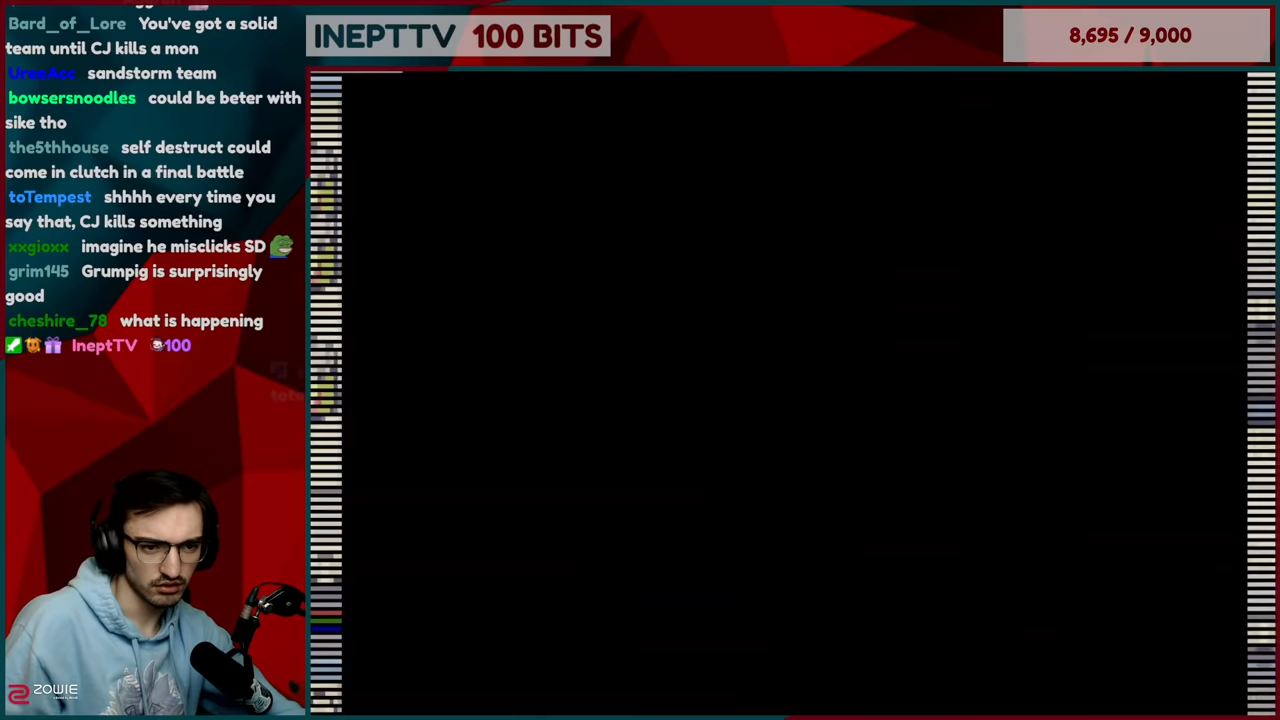 Bard_of_Lore You've got a solid
team until CJ kills a mon
UreeAcc sandstorm team
bowsersnoodles could be beter with
sike tho
the5thhouse self destruct could
come in clutch in a final battle
toTempest shhhh every time you
say that, CJ kills something
xxgioxx imagine he misclicks SD
grim145 Grumpig is surprisingly
good
cheshire_78 what is happening
IneptTV 100
INEPTTV 100 BITS
8,695 / 9,000
ZOWIE